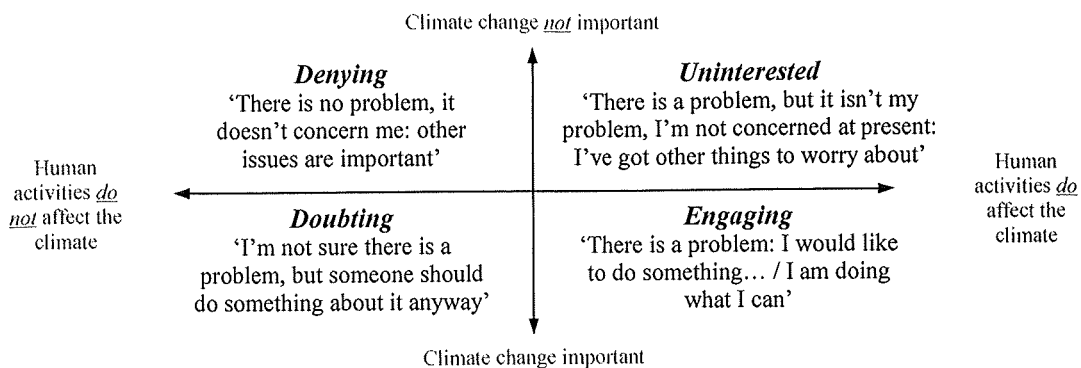 Climate change not important
Denying
‘There is no problem, it
doesn’t concern me: other
issues are important’
Uninterested
‘There is a problem, but it isn’t my
problem, I’m not concerned at present:
I’ve got other things to worry about’
Human
activities do
not affect the
climate
Human
activities do
affect the
climate
Doubting
‘I’m not sure there is a
problem, but someone should
do something about it anyway’
Engaging
‘There is a problem: I would like
to do something… / I am doing
what I can’
Climate change important